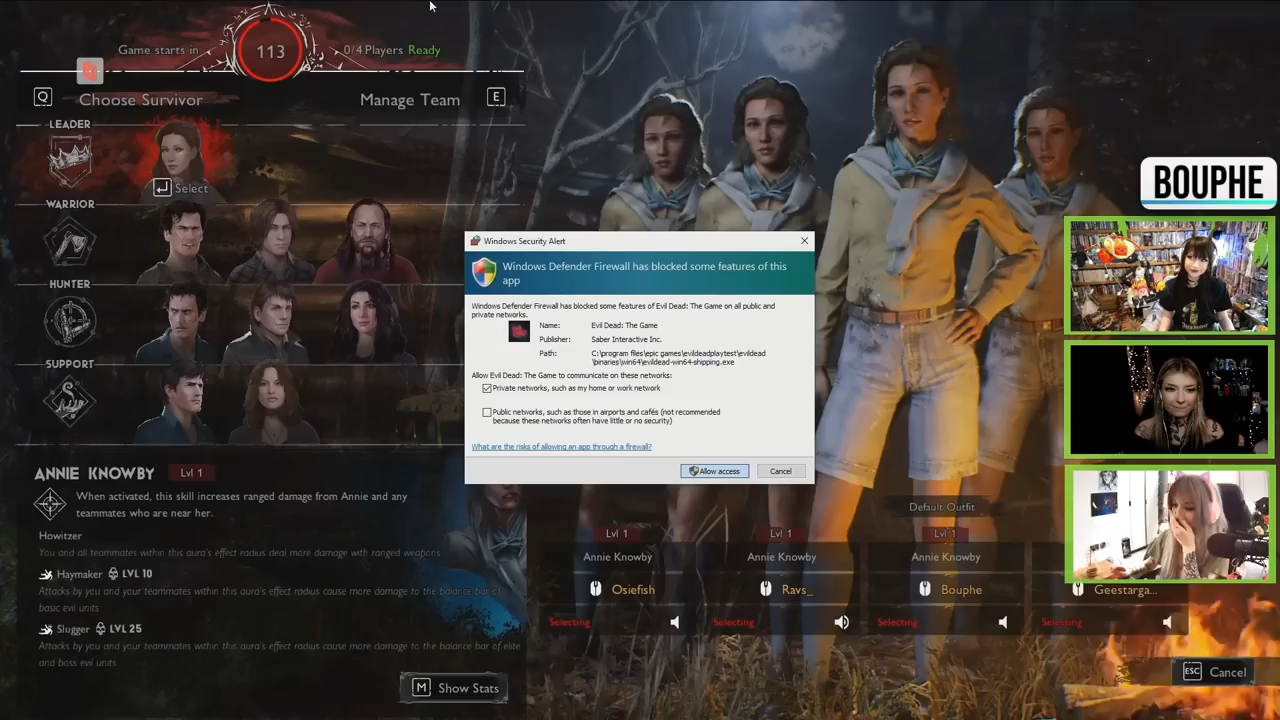 Game starts in
113
0/4 Players Ready
Q
Choose Survivor
Manage Team
E
LEADER
Select
WARRIOR
HUNTER
SUPPORT
ANNIE KNOWBY
Lvl 1
When activated, this skill increases ranged damage from Annie and any
teammates who are near her.
Howitzer
You and all teammates within this aura's effect radius deal more damage with ranged weapons
Haymaker LVL 10
Attacks by you and your teammates within this aura's effect radius cause more damage to the balance bar of
basic evil units
Slugger LVL 25
Attacks by you and your teammates within this aura's effect radius cause more damage to the balance bar of elite
and boss evil units
M
Show Stats
Windows Security Alert
Windows Defender Firewall has blocked some features of this
app
Windows Defender Firewall has blocked some features of Evil Dead: The Game on all public and
private networks.
Name: Evil Dead: The Game
Publisher: Saber Interactive Inc.
Path: C:\program files\epic games\evildeadplaytest\evildead
\binaries\win64\evildead-win64-shipping.exe
Allow Evil Dead: The Game to communicate on these networks:
Private networks, such as my home or work network
Public networks, such as those in airports and cafés (not recommended
because these networks often have little or no security)
What are the risks of allowing an app through a firewall?
Allow access
Cancel
BOUPHE
Default Outfit
Lvl 1
Lvl 1
Lvl 1
Annie Knowby
Annie Knowby
Annie Knowby
Osiefish
Ravs_
Bouphe
Geestarga...
Selecting
Selecting
Selecting
Selecting
ESC
Cancel